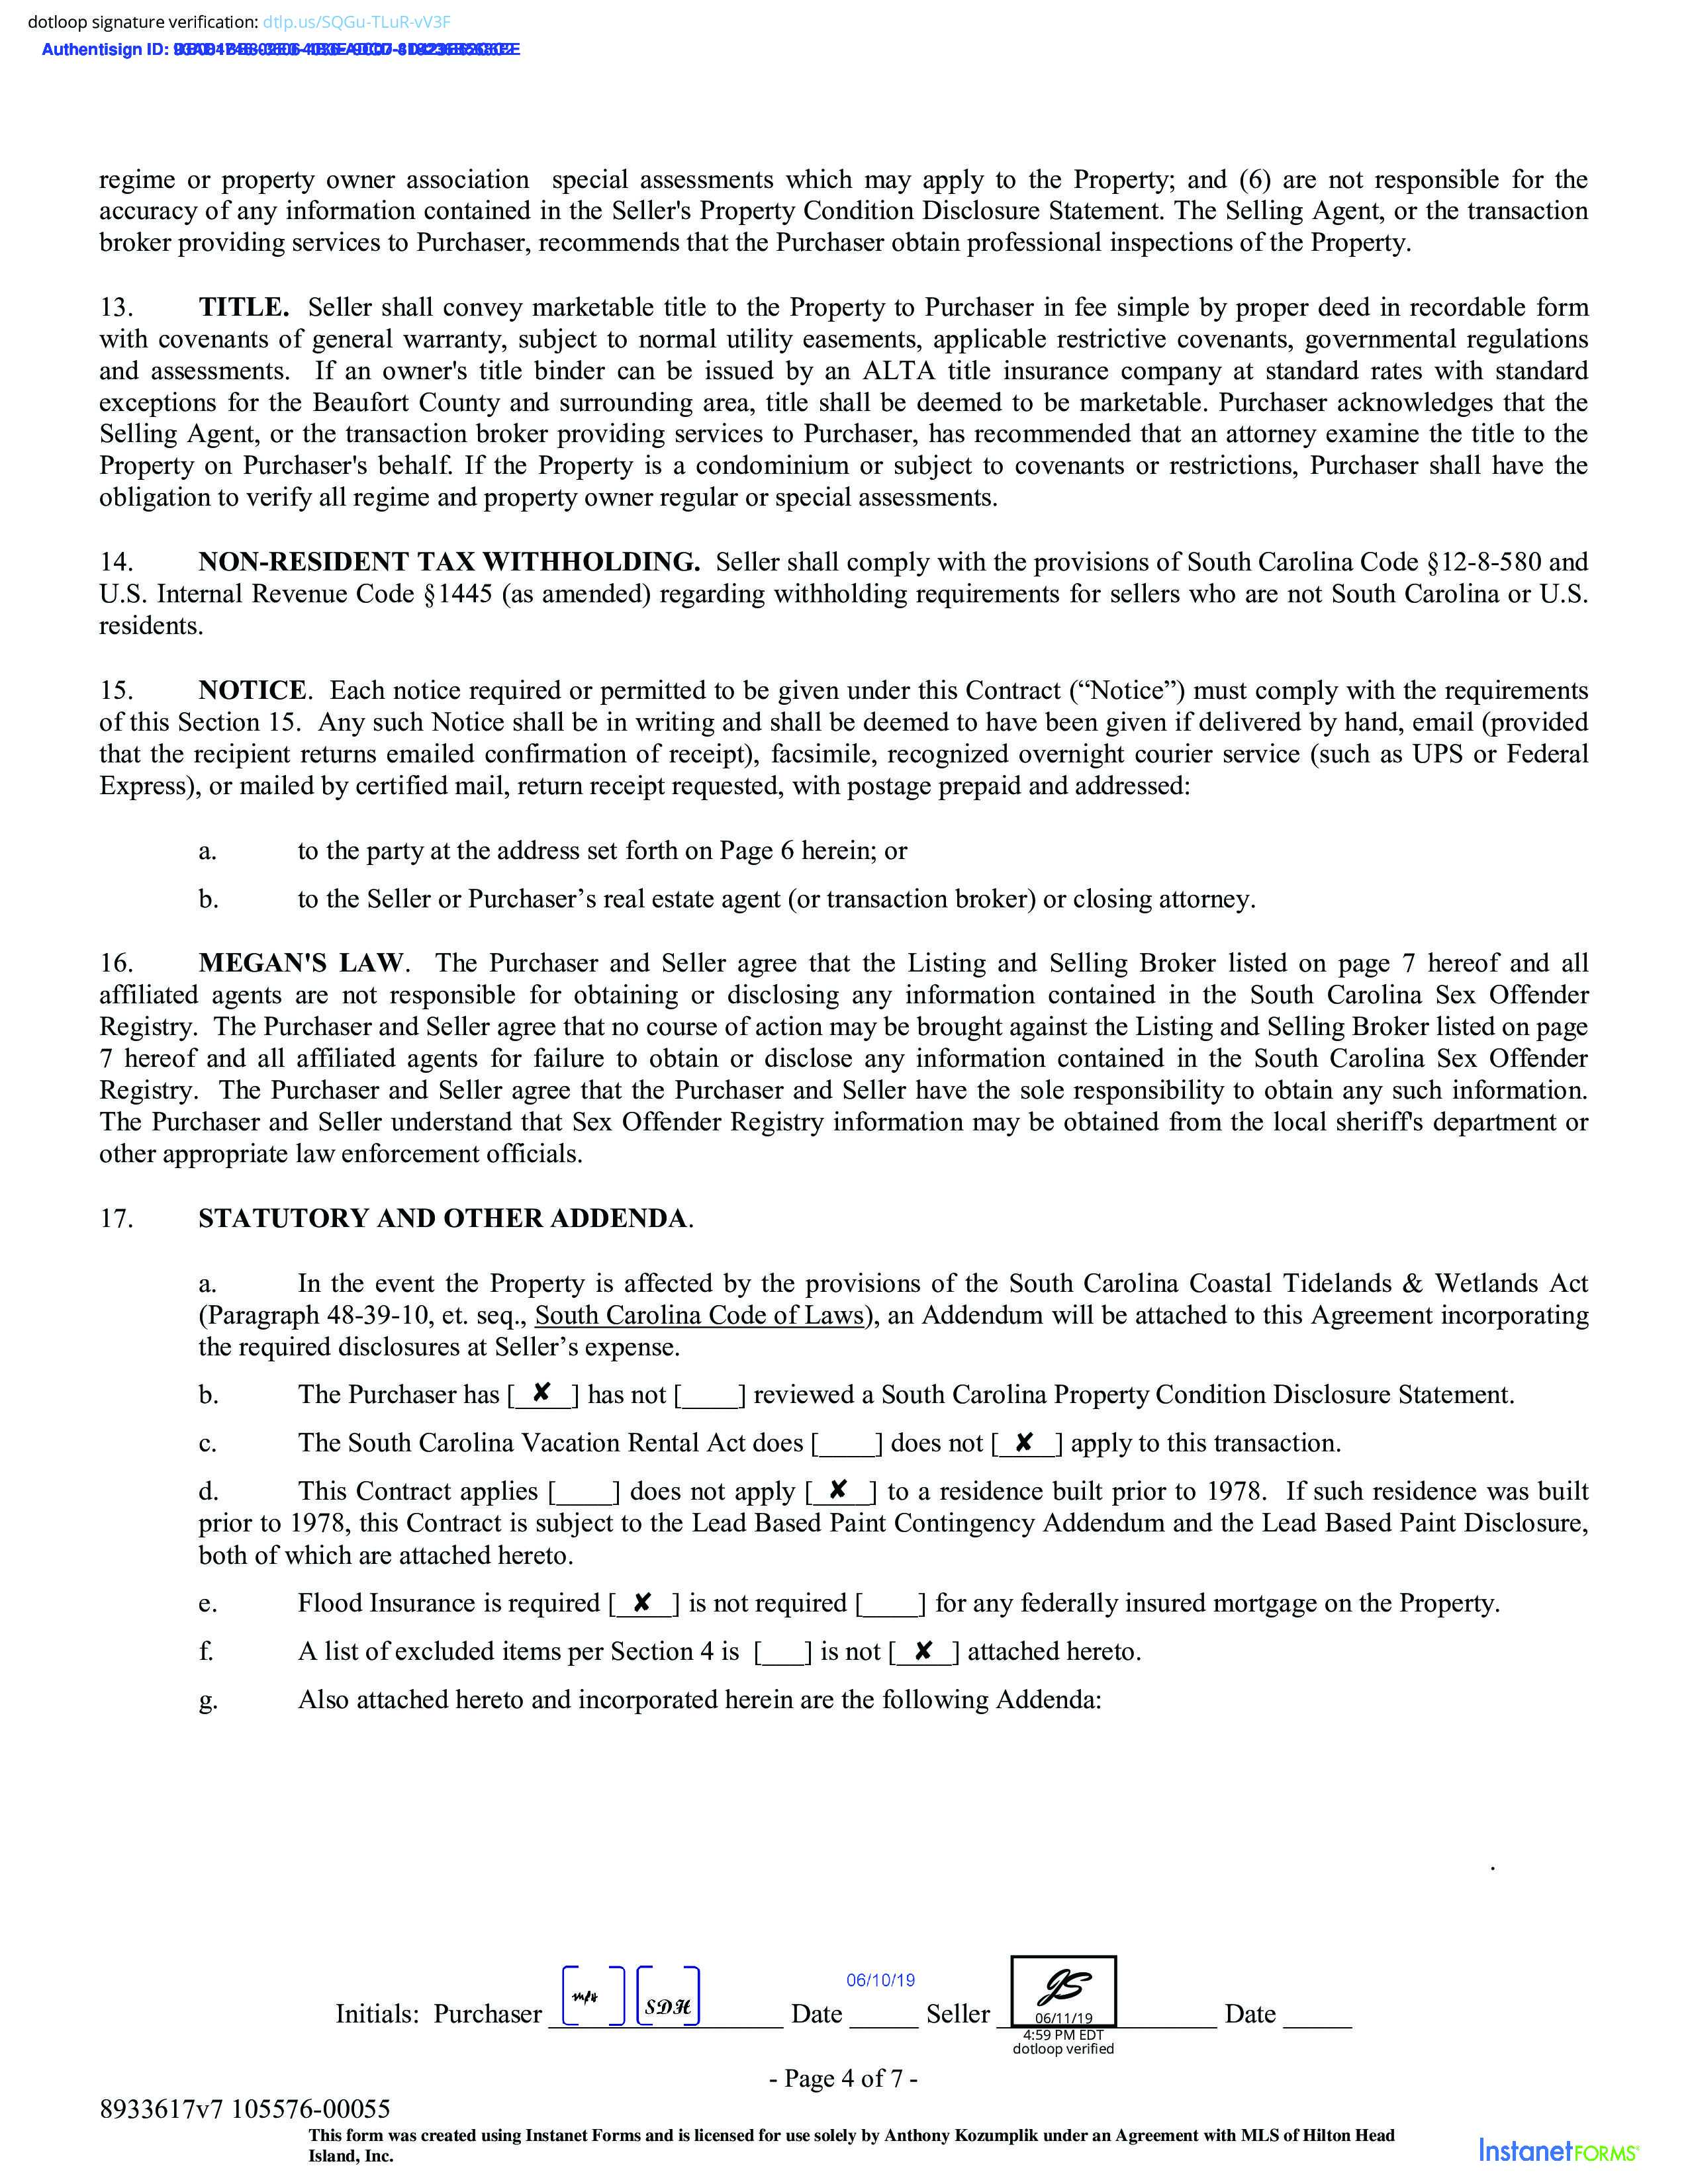 dotloop signature verification: dtlp.us/SQGu-TLuR-vV3F
Authentisign ID:
regime or property owner association special assessments which may apply to the Property; and (6) are not responsible for the
accuracy of any information contained in the Seller's Property Condition Disclosure Statement. The Selling Agent, or the transaction
broker providing services to Purchaser, recommends that the Purchaser obtain professional inspections of the Property.
13. TITLE. Seller shall convey marketable title to the Property to Purchaser in fee simple by proper deed in recordable form
with covenants of general warranty, subject to normal utility easements, applicable restrictive covenants, governmental regulations
and assessments. If an owner's title binder can be issued by an ALTA title insurance company at standard rates with standard
exceptions for the Beaufort County and surrounding area, title shall be deemed to be marketable. Purchaser acknowledges that the
Selling Agent, or the transaction broker providing services to Purchaser, has recommended that an attorney examine the title to the
Property on Purchaser's behalf. If the Property is a condominium or subject to covenants or restrictions, Purchaser shall have the
obligation to verify all regime and property owner regular or special assessments.
14. NON-RESIDENT TAX WITHHOLDING. Seller shall comply with the provisions of South Carolina Code §12-8-580 and
U.S. Internal Revenue Code §1445 (as amended) regarding withholding requirements for sellers who are not South Carolina or U.S.
residents.
15. NOTICE. Each notice required or permitted to be given under this Contract (“Notice”) must comply with the requirements
of this Section 15. Any such Notice shall be in writing and shall be deemed to have been given if delivered by hand, email (provided
that the recipient returns emailed confirmation of receipt), facsimile, recognized overnight courier service (such as UPS or Federal
Express), or mailed by certified mail, return receipt requested, with postage prepaid and addressed:
a. to the party at the address set forth on Page 6 herein; or
b. to the Seller or Purchaser’s real estate agent (or transaction broker) or closing attorney.
16. MEGAN'S LAW. The Purchaser and Seller agree that the Listing and Selling Broker listed on page 7 hereof and all
affiliated agents are not responsible for obtaining or disclosing any information contained in the South Carolina Sex Offender
Registry. The Purchaser and Seller agree that no course of action may be brought against the Listing and Selling Broker listed on page
7 hereof and all affiliated agents for failure to obtain or disclose any information contained in the South Carolina Sex Offender
Registry. The Purchaser and Seller agree that the Purchaser and Seller have the sole responsibility to obtain any such information.
The Purchaser and Seller understand that Sex Offender Registry information may be obtained from the local sheriff's department or
other appropriate law enforcement officials.
17. STATUTORY AND OTHER ADDENDA.
a. In the event the Property is affected by the provisions of the South Carolina Coastal Tidelands & Wetlands Act
(Paragraph 48-39-10, et. seq., South Carolina Code of Laws), an Addendum will be attached to this Agreement incorporating
the required disclosures at Seller’s expense.
b. The Purchaser has [ ✘ ] has not [____] reviewed a South Carolina Property Condition Disclosure Statement.
c. The South Carolina Vacation Rental Act does [____] does not [ ✘ ] apply to this transaction.
d. This Contract applies [____] does not apply [ ✘ ] to a residence built prior to 1978. If such residence was built
prior to 1978, this Contract is subject to the Lead Based Paint Contingency Addendum and the Lead Based Paint Disclosure,
both of which are attached hereto.
e. Flood Insurance is required [ ✘ ] is not required [____] for any federally insured mortgage on the Property.
f. A list of excluded items per Section 4 is [___] is not [ ✘ ] attached hereto.
g. Also attached hereto and incorporated herein are the following Addenda:
.
Initials: Purchaser SDH Date 06/10/19 Seller JS Date _____
06/11/19
4:59 PM EDT
dotloop verified
- Page 4 of 7 -
8933617v7 105576-00055
This form was created using Instanet Forms and is licensed for use solely by Anthony Kozumplik under an Agreement with MLS of Hilton Head
Island, Inc.
InstanetFORMS